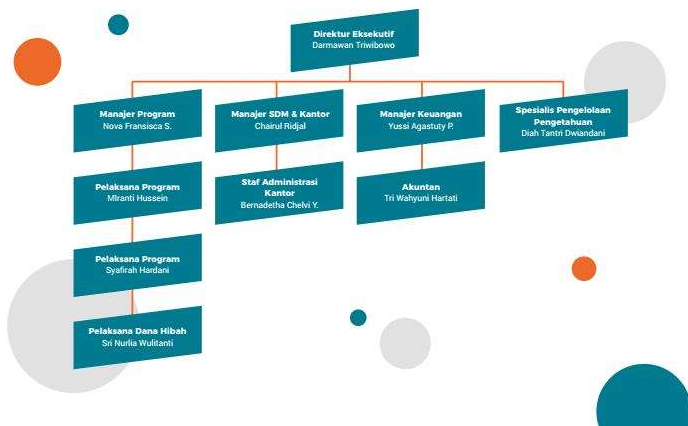 Direktur Eksekutif
Darmawan Triwibowo
Manajer Program
Nova Fransisca S.
Manajer SDM & Kantor
Chairul Ridjal
Manajer Keuangan
Yussi Agastuty P.
Spesialis Pengelolaan
Pengetahuan
Diah Tantri Dwiandani
Pelaksana Program
MIranti Hussein
Staf Administrasi
Kantor
Bernadetha Chelvi Y.
Akuntan
Tri Wahyuni Hartati
Pelaksana Program
Syafirah Hardani
Pelaksana Dana Hibah
Sri Nurlia Wulitanti